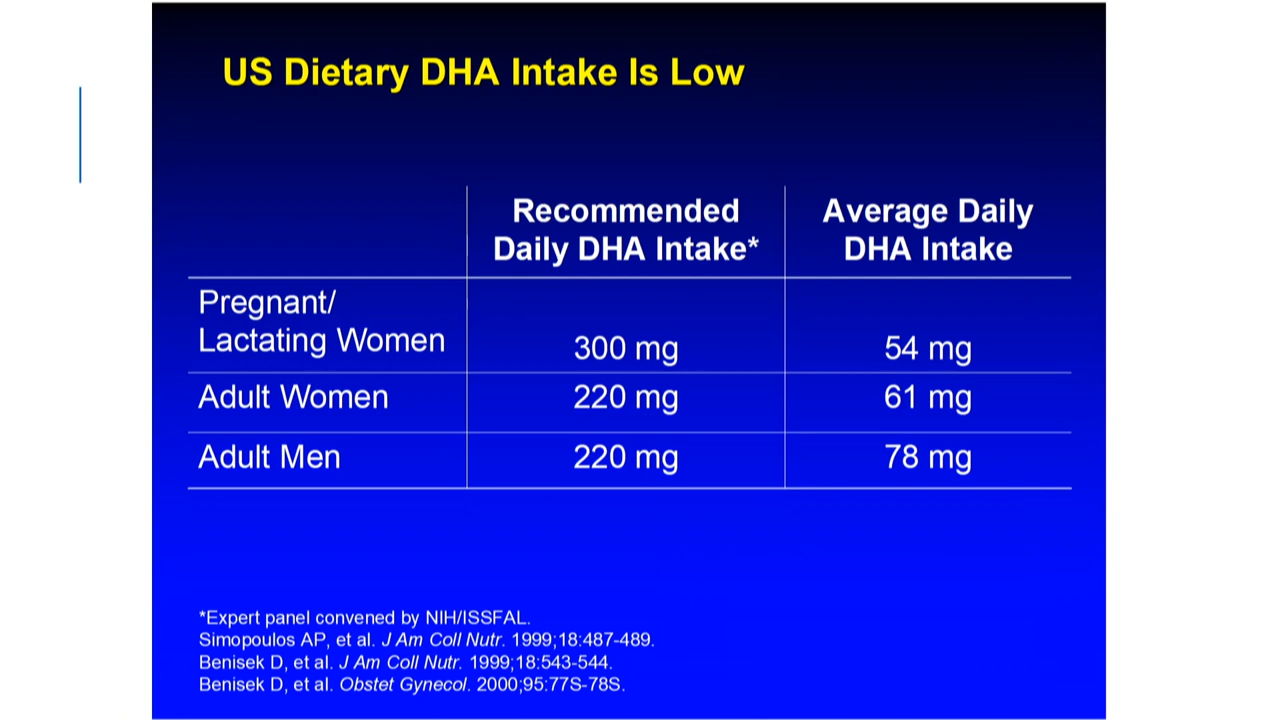 US Dietary DHA Intake Is Low
Recommended
Daily DHA Intake*
Average Daily
DHA Intake
Pregnant/
Lactating Women
300 mg
54 mg
Adult Women
220 mg
61 mg
Adult Men
220 mg
78 mg
*Expert panel convened by NIH/ISSFAL.
Simopoulos AP, et al. J Am Coll Nutr. 1999;18:487-489.
Benisek D, et al. J Am Coll Nutr. 1999;18:543-544.
Benisek D, et al. Obstet Gynecol. 2000;95:77S-78S.